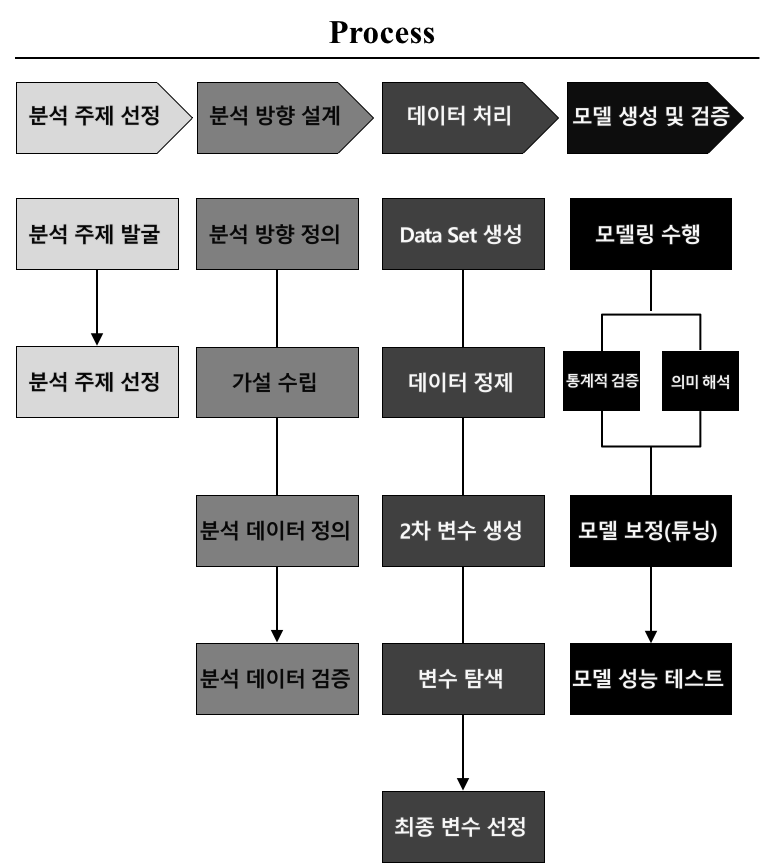 Process
분석 주제 선정
분석 방향 설계
데이터 처리
모델 생성 및 검증
분석 주제 발굴
분석 방향 정의
Data Set 생성
모델링 수행
분석 주제 선정
가설 수립
데이터 정제
통계적 검증
의미 해석
분석 데이터 정의
2차 변수 생성
모델 보정(튜닝)
분석 데이터 검증
변수 탐색
모델 성능 테스트
최종 변수 선정